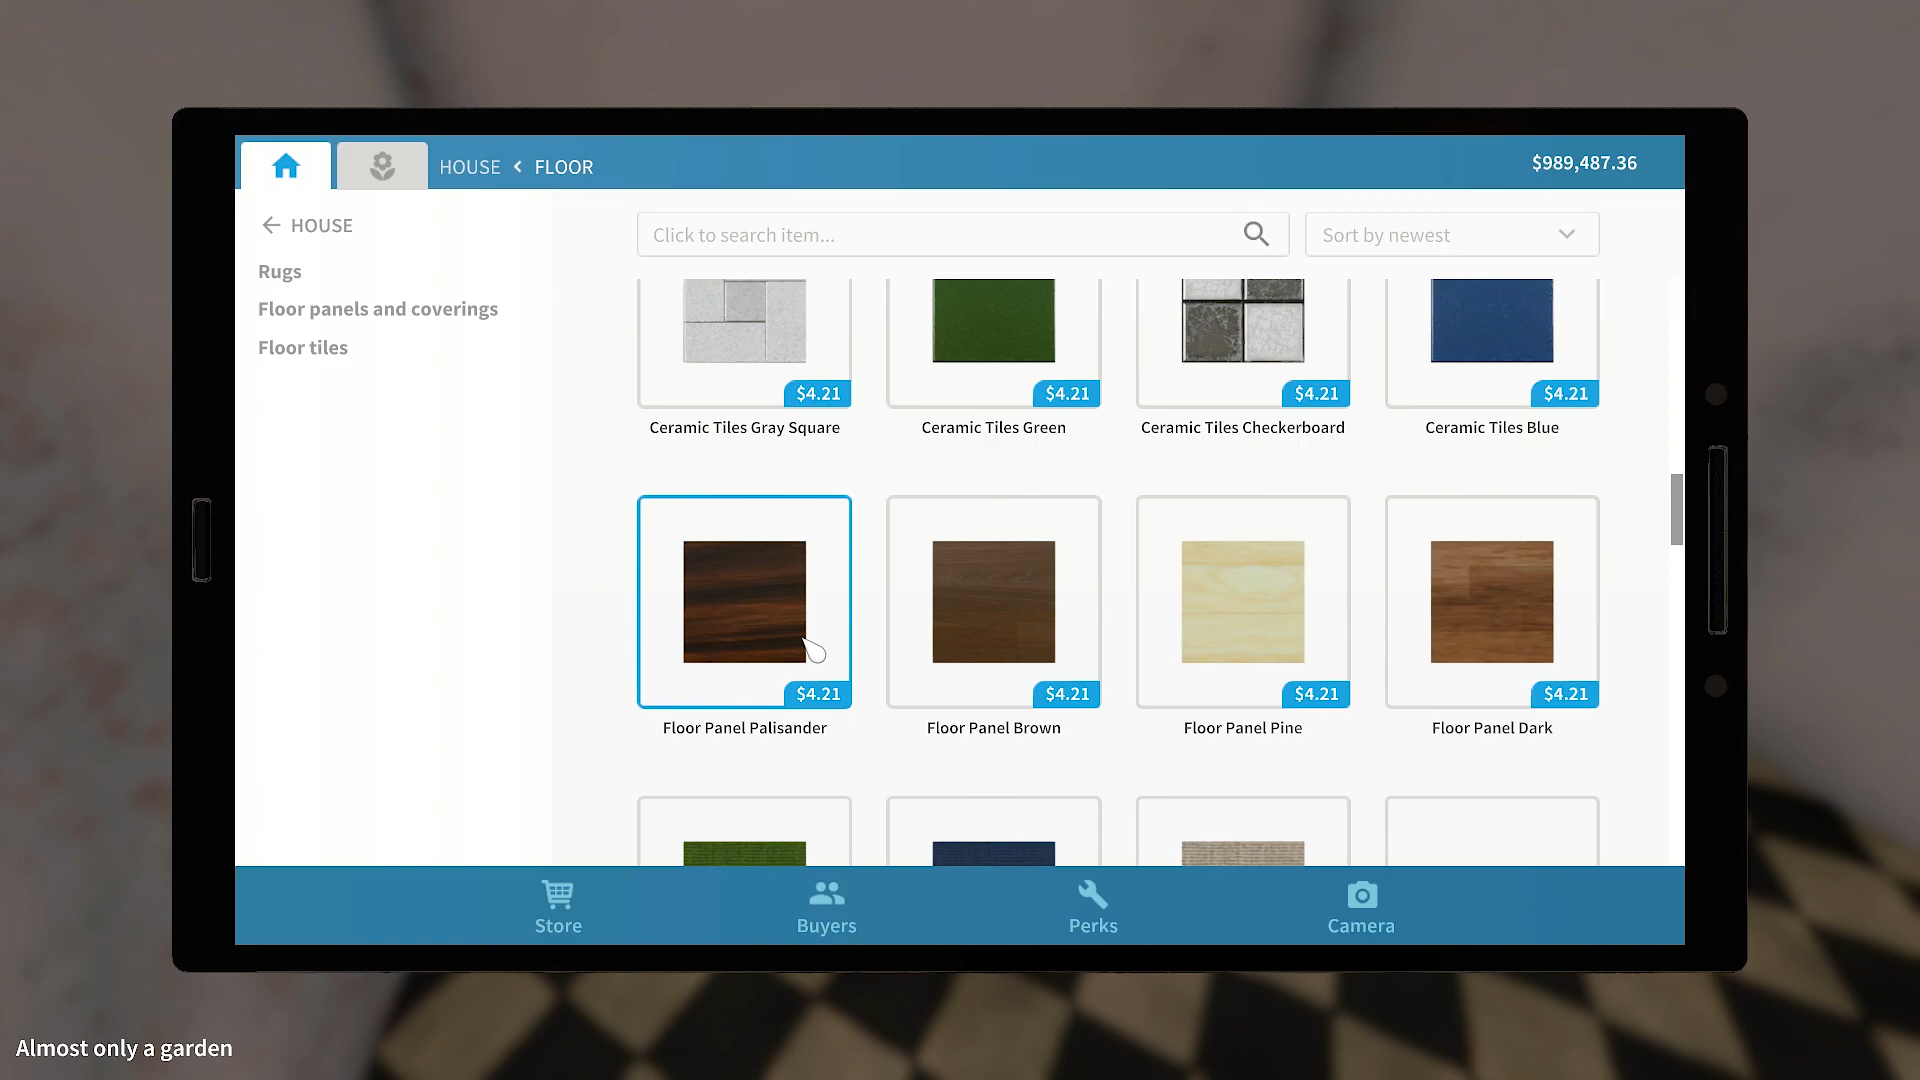 HOUSE < FLOOR
$989,487.36
HOUSE
Rugs
Floor panels and coverings
Floor tiles
Click to search item...
Sort by newest
$4.21
$4.21
$4.21
$4.21
Ceramic Tiles Gray Square
Ceramic Tiles Green
Ceramic Tiles Checkerboard
Ceramic Tiles Blue
$4.21
$4.21
$4.21
$4.21
Floor Panel Palisander
Floor Panel Brown
Floor Panel Pine
Floor Panel Dark
Store
Buyers
Perks
Camera
Almost only a garden